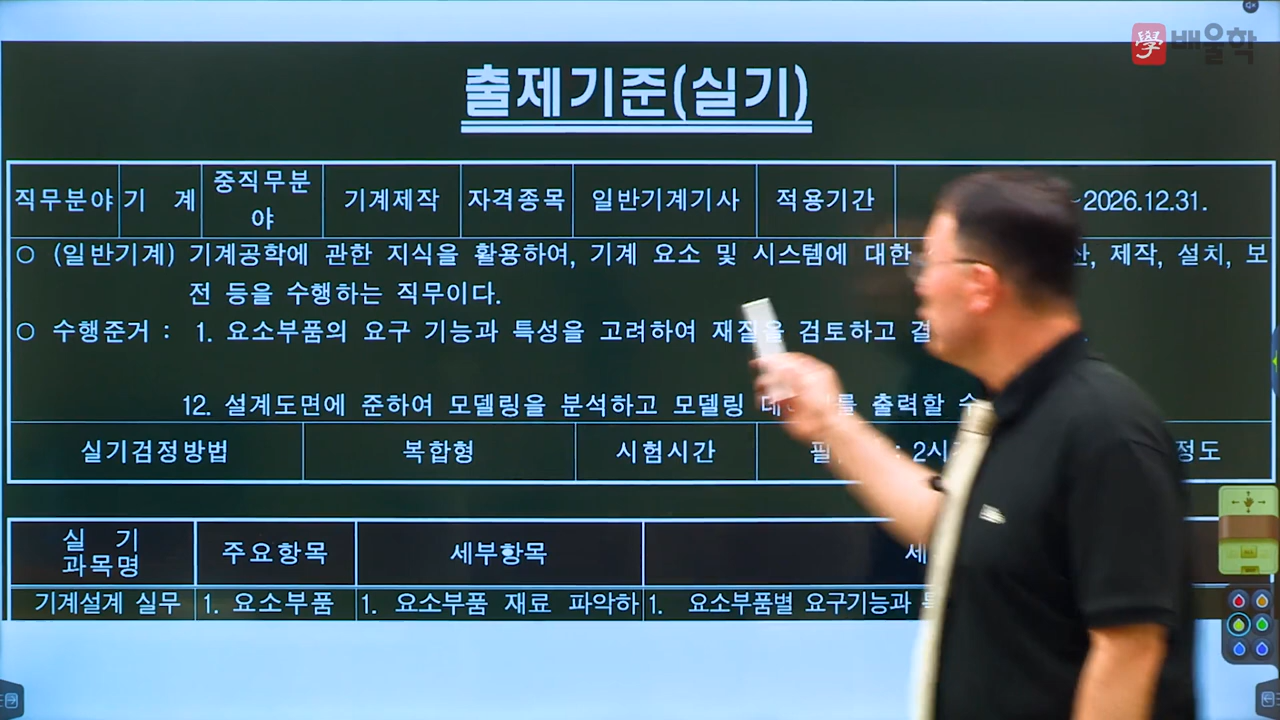 學 배울학
출제기준(실기)
직무분야 기 계 중직무분야 기계제작 자격종목 일반기계기사 적용기간 ~2026.12.31.
○ (일반기계) 기계공학에 관한 지식을 활용하여, 기계 요소 및 시스템에 대한 , 제작, 설치, 보
전 등을 수행하는 직무이다.
○ 수행준거 : 1. 요소부품의 요구 기능과 특성을 고려하여 재질을 검토하고
12. 설계도면에 준하여 모델링을 분석하고 모델링 를 출력할 수
실기검정방법 복합형 시험시간 : 정도
실 기
과목명 주요항목 세부항목
기계설계 실무 1. 요소부품 1. 요소부품 재료 파악하 1. 요소부품별 요구기능과